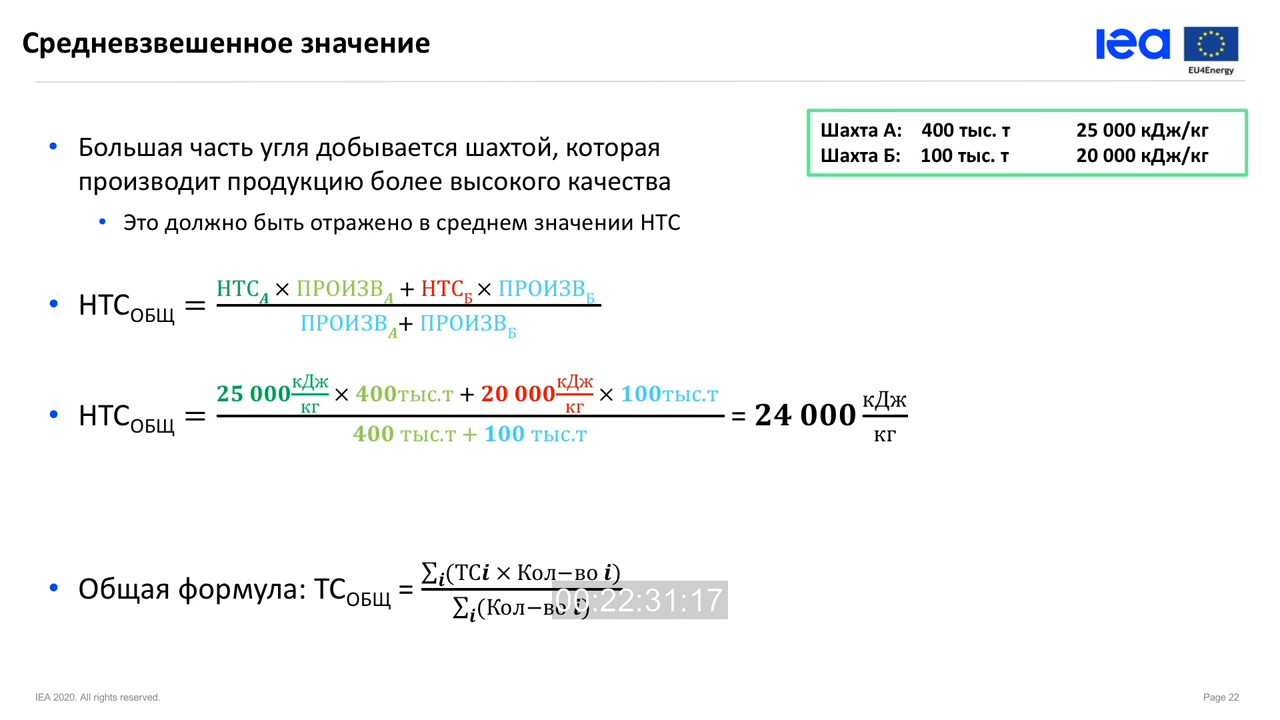 Средневзвешенное значение
iea
EU4Energy
Шахта А: 400 тыс. т 25 000 кДж/кг
Шахта Б: 100 тыс. т 20 000 кДж/кг
• Большая часть угля добывается шахтой, которая
производит продукцию более высокого качества
• Это должно быть отражено в среднем значении НТС
• НТС_ОБЩ = (НТС_А × ПРОИЗВ_А + НТС_Б × ПРОИЗВ_Б) / (ПРОИЗВ_А + ПРОИЗВ_Б)
• НТС_ОБЩ = (25 000 кДж/кг × 400тыс.т + 20 000 кДж/кг × 100тыс.т) / (400 тыс.т + 100 тыс.т) = 24 000 кДж/кг
• Общая формула: ТС_ОБЩ = ∑_i(ТСi × Кол−во i) / ∑_i(Кол−во i)
00:22:31:17
IEA 2020. All rights reserved.
Page 22